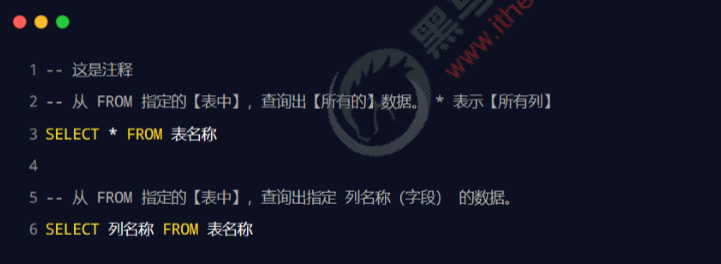 1 -- 这是注释
2 -- 从 FROM 指定的【表中】，查询出【所有的】数据。 * 表示【所有列】
3 SELECT * FROM 表名称
4
5 -- 从 FROM 指定的【表中】，查询出指定 列名称（字段） 的数据。
6 SELECT 列名称 FROM 表名称
www.ithe